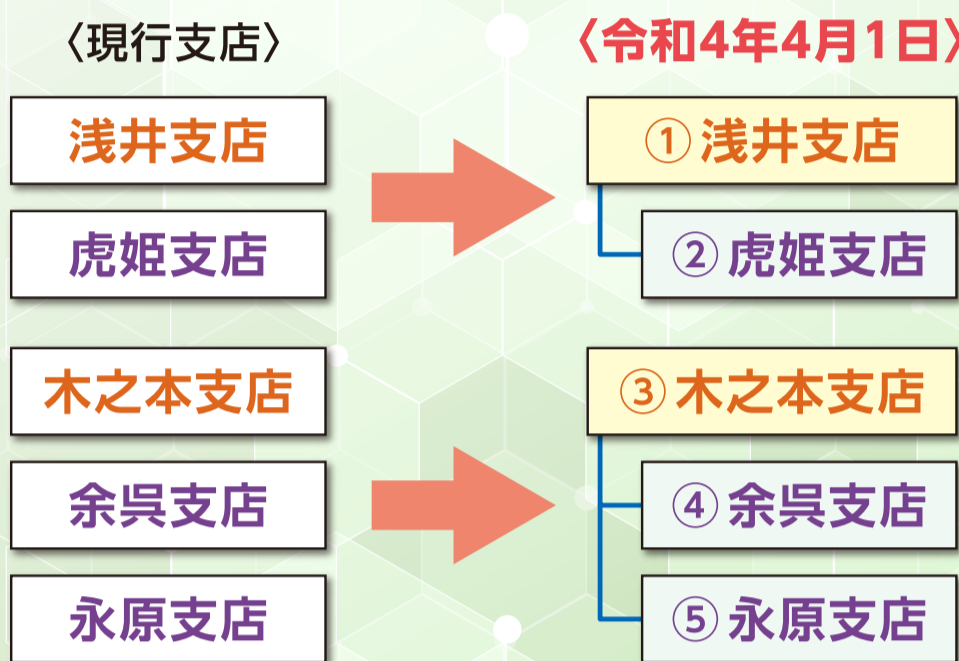 〈現行支店〉
浅井支店
虎姫支店
木之本支店
余呉支店
永原支店
〈令和4年4月1日〉
①浅井支店
②虎姫支店
③木之本支店
④余呉支店
⑤永原支店